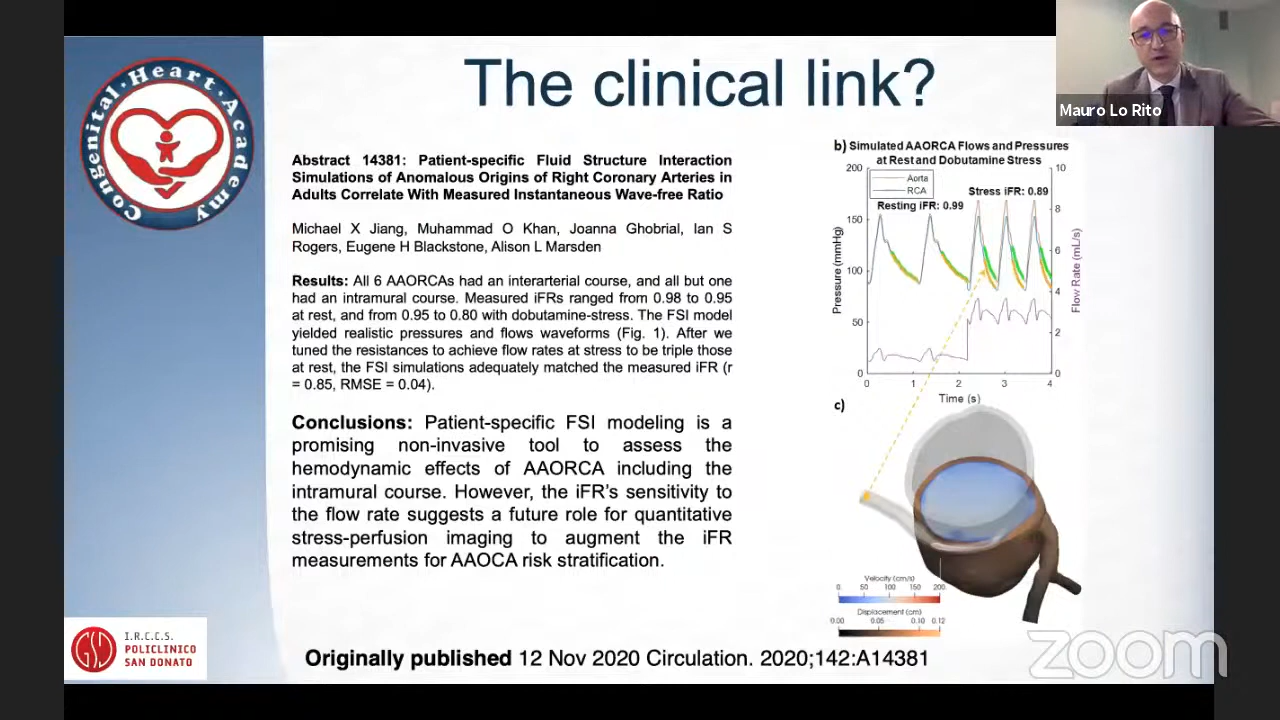 The clinical link?
Mauro Lo Rito
Congenital · Heart · Academy
Abstract 14381: Patient-specific Fluid Structure Interaction
Simulations of Anomalous Origins of Right Coronary Arteries in
Adults Correlate With Measured Instantaneous Wave-free Ratio
Michael X Jiang, Muhammad O Khan, Joanna Ghobrial, Ian S
Rogers, Eugene H Blackstone, Alison L Marsden
Results: All 6 AAORCAs had an interarterial course, and all but one
had an intramural course. Measured iFRs ranged from 0.98 to 0.95
at rest, and from 0.95 to 0.80 with dobutamine-stress. The FSI model
yielded realistic pressures and flows waveforms (Fig. 1). After we
tuned the resistances to achieve flow rates at stress to be triple those
at rest, the FSI simulations adequately matched the measured iFR (r
= 0.85, RMSE = 0.04).
Conclusions: Patient-specific FSI modeling is a
promising non-invasive tool to assess the
hemodynamic effects of AAORCA including the
intramural course. However, the iFR's sensitivity to
the flow rate suggests a future role for quantitative
stress-perfusion imaging to augment the iFR
measurements for AAOCA risk stratification.
b) Simulated AAORCA Flows and Pressures
at Rest and Dobutamine Stress
200
150
100
50
0
Pressure (mmHg)
Aorta
RCA
Resting iFR: 0.99
Stress iFR: 0.89
10
8
6
4
2
0
Flow Rate (mL/s)
0 1 2 3 4
Time (s)
c)
Velocity (cm/s)
0. 50 100 150 200.
Displacement (cm)
0.00 0.05 0.10 0.12
GSD
I.R.C.C.S.
POLICLINICO
SAN DONATO
Originally published 12 Nov 2020 Circulation. 2020;142:A14381
zoom